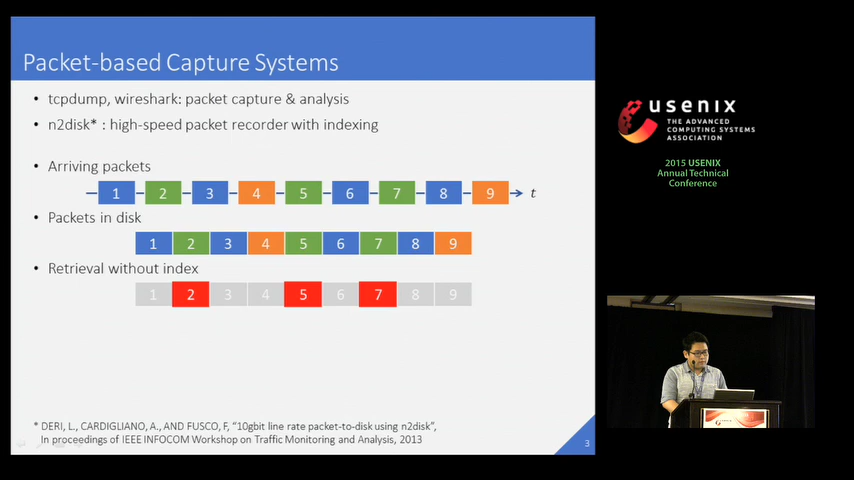 Packet-based Capture Systems
• tcpdump, wireshark: packet capture & analysis
• n2disk* : high-speed packet recorder with indexing
• Arriving packets
1 2 3 4 5 6 7 8 9 t
• Packets in disk
1 2 3 4 5 6 7 8 9
• Retrieval without index
1 2 3 4 5 6 7 8 9
* DERI, L., CARDIGLIANO, A., AND FUSCO, F, “10gbit line rate packet-to-disk using n2disk”,
In proceedings of IEEE INFOCOM Workshop on Traffic Monitoring and Analysis, 2013
3
usenix
THE ADVANCED
COMPUTING SYSTEMS
ASSOCIATION
2015 USENIX
Annual Technical
Conference